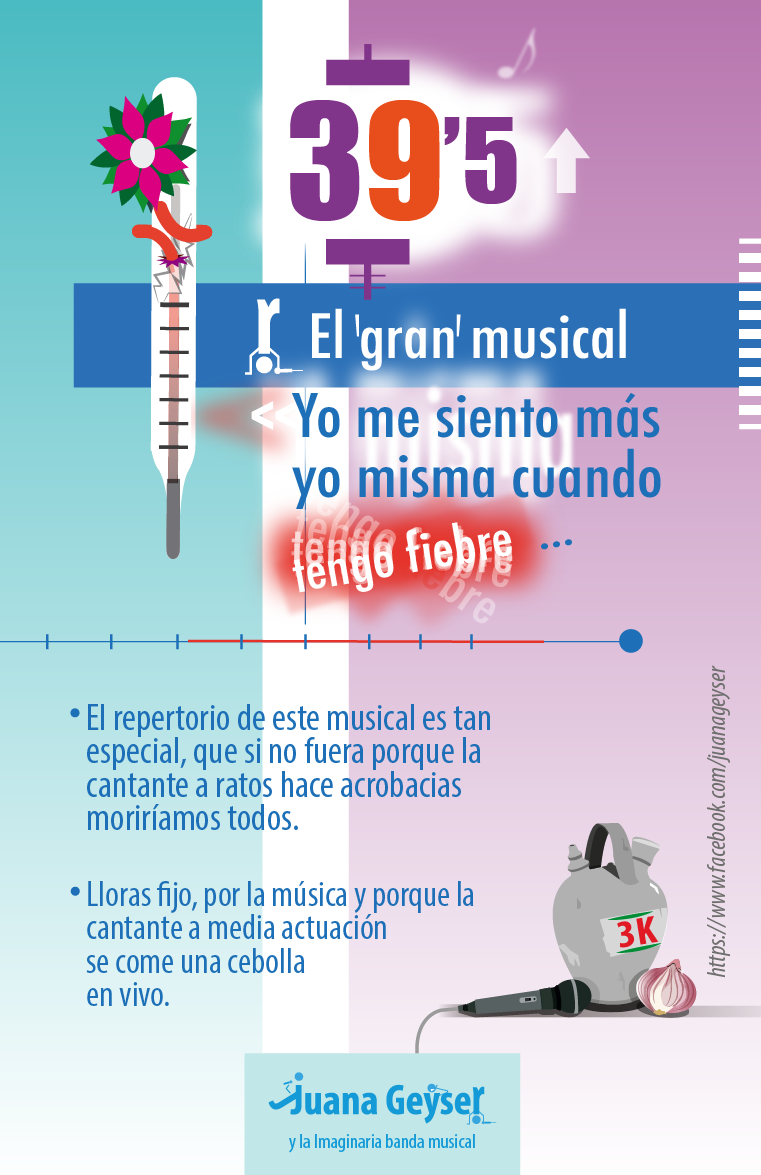 39'5
El 'gran' musical
«Yo me siento más
yo misma cuando
tengo fiebre ...
• El repertorio de este musical es tan
especial, que si no fuera porque la
cantante a ratos hace acrobacias
moriríamos todos.
• Lloras fijo, por la música y porque la
cantante a media actuación
se come una cebolla
en vivo.
https://www.facebook.com/juanageyser
3K
Juana Geyser
y la Imaginaria banda musical